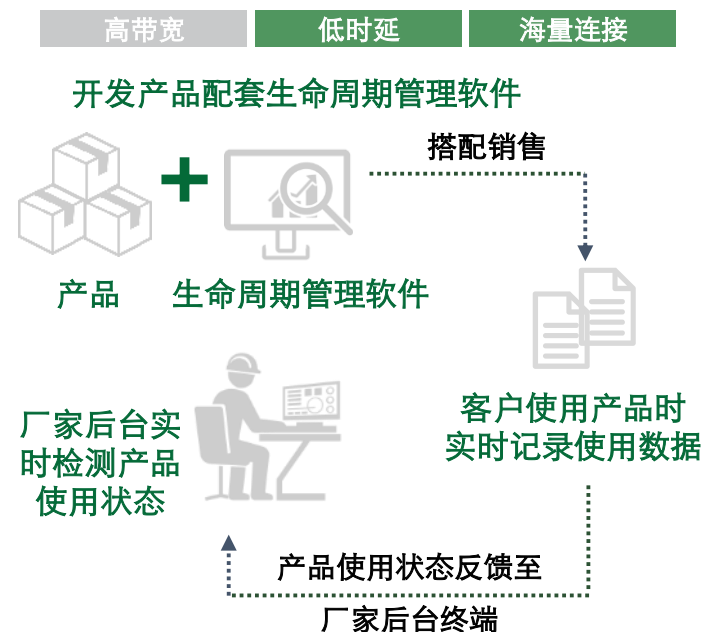 高带宽
低时延
海量连接
开发产品配套生命周期管理软件
搭配销售
产品
生命周期管理软件
客户使用产品时
实时记录使用数据
厂家后台实
时检测产品
使用状态
产品使用状态反馈至
厂家后台终端